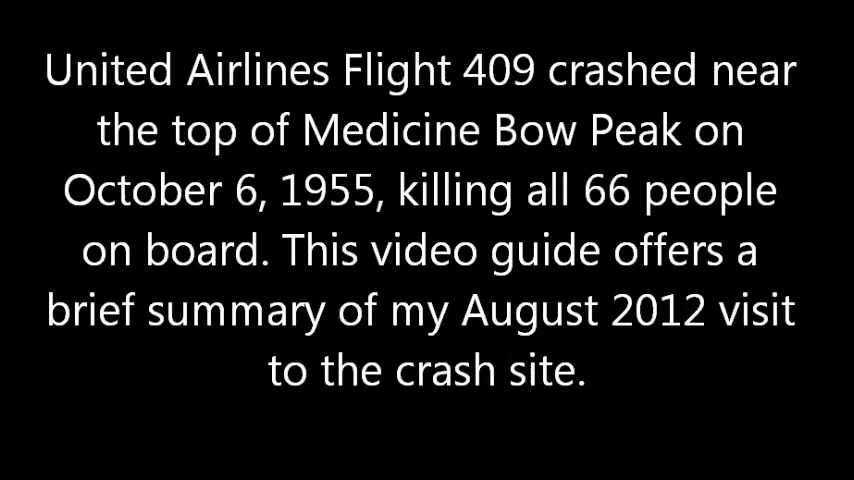 United Airlines Flight 409 crashed near
the top of Medicine Bow Peak on
October 6, 1955, killing all 66 people
on board. This video guide offers a
brief summary of my August 2012 visit
to the crash site.